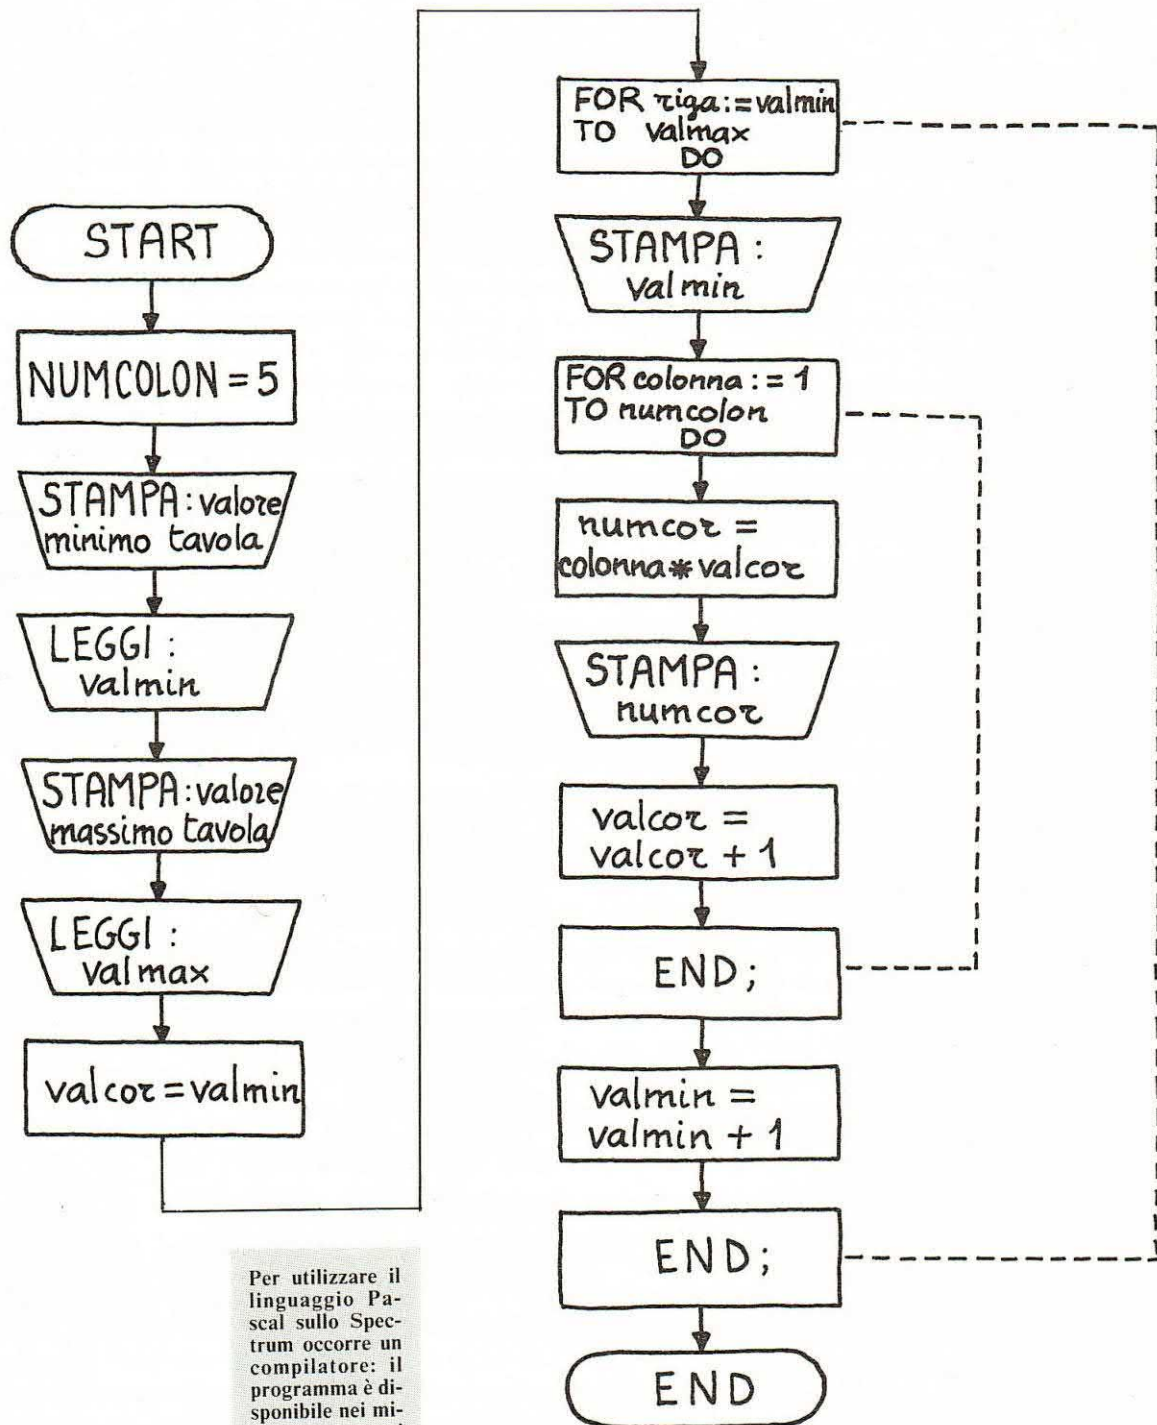 START
NUMCOLON = 5
STAMPA: valore
minimo tavola
LEGGI :
valmin
STAMPA: valore
massimo tavola
LEGGI :
valmax
valcor = valmin
FOR riga := valmin
TO valmax
DO
STAMPA :
valmin
FOR colonna := 1
TO numcolon
DO
numcor =
colonna * valcor
STAMPA :
numcor
valcor =
valcor + 1
END;
valmin =
valmin + 1
END;
END
Per utilizzare il
linguaggio Pa-
scal sullo Spec-
trum occorre un
compilatore: il
programma è di-
sponibile nei mi-